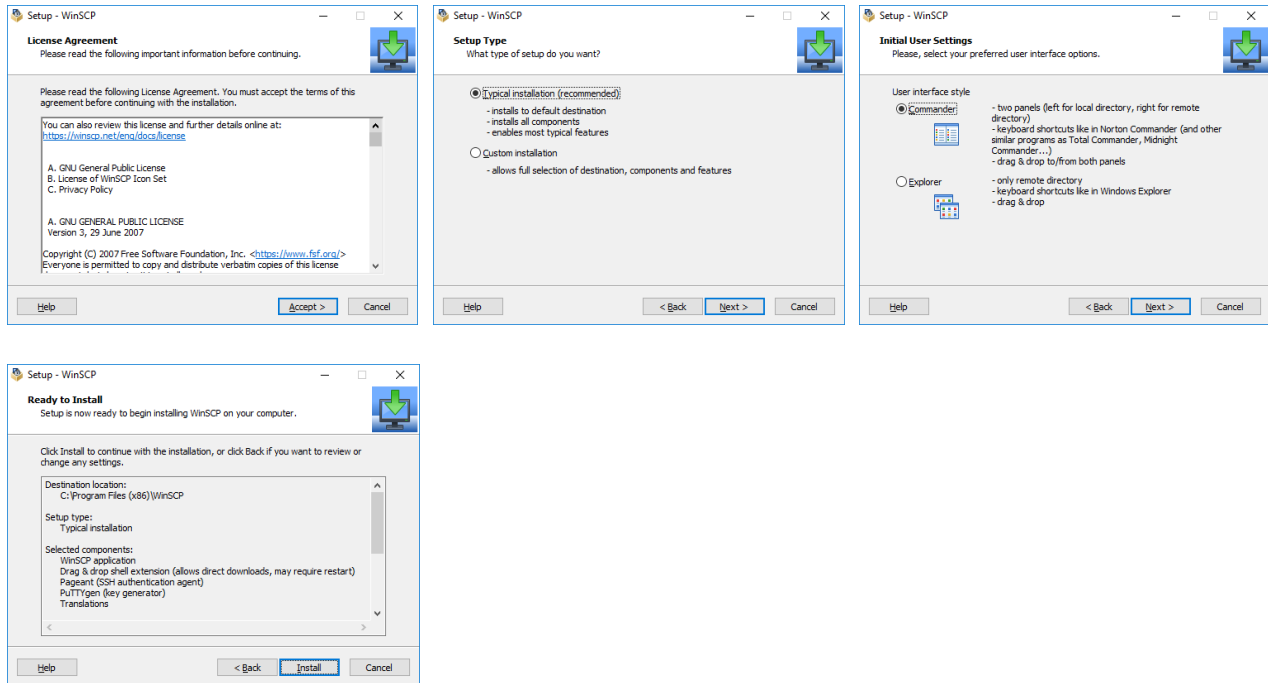 Setup - WinSCP
License Agreement
Please read the following important information before continuing.
Please read the following License Agreement. You must accept the terms of this
agreement before continuing with the installation.
You can also review this license and further details online at:
https://winscp.net/eng/docs/license
A. GNU General Public License
B. License of WinSCP Icon Set
C. Privacy Policy
A. GNU GENERAL PUBLIC LICENSE
Version 3, 29 June 2007
Copyright (C) 2007 Free Software Foundation, Inc. <https://www.fsf.org/>
Everyone is permitted to copy and distribute verbatim copies of this license
Help
Accept >
Cancel
Setup - WinSCP
Setup Type
What type of setup do you want?
Typical installation (recommended)
- installs to default destination
- installs all components
- enables most typical features
Custom installation
- allows full selection of destination, components and features
Help
< Back
Next >
Cancel
Setup - WinSCP
Initial User Settings
Please, select your preferred user interface options.
User interface style
Commander
- two panels (left for local directory, right for remote
directory)
- keyboard shortcuts like in Norton Commander (and other
similar programs as Total Commander, Midnight
Commander...)
- drag & drop to/from both panels
Explorer
- only remote directory
- keyboard shortcuts like in Windows Explorer
- drag & drop
Help
< Back
Next >
Cancel
Setup - WinSCP
Ready to Install
Setup is now ready to begin installing WinSCP on your computer.
Click Install to continue with the installation, or click Back if you want to review or
change any settings.
Destination location:
C:\Program Files (x86)\WinSCP
Setup type:
Typical installation
Selected components:
WinSCP application
Drag & drop shell extension (allows direct downloads, may require restart)
Pageant (SSH authentication agent)
PuTTYgen (key generator)
Translations
Help
< Back
Install
Cancel